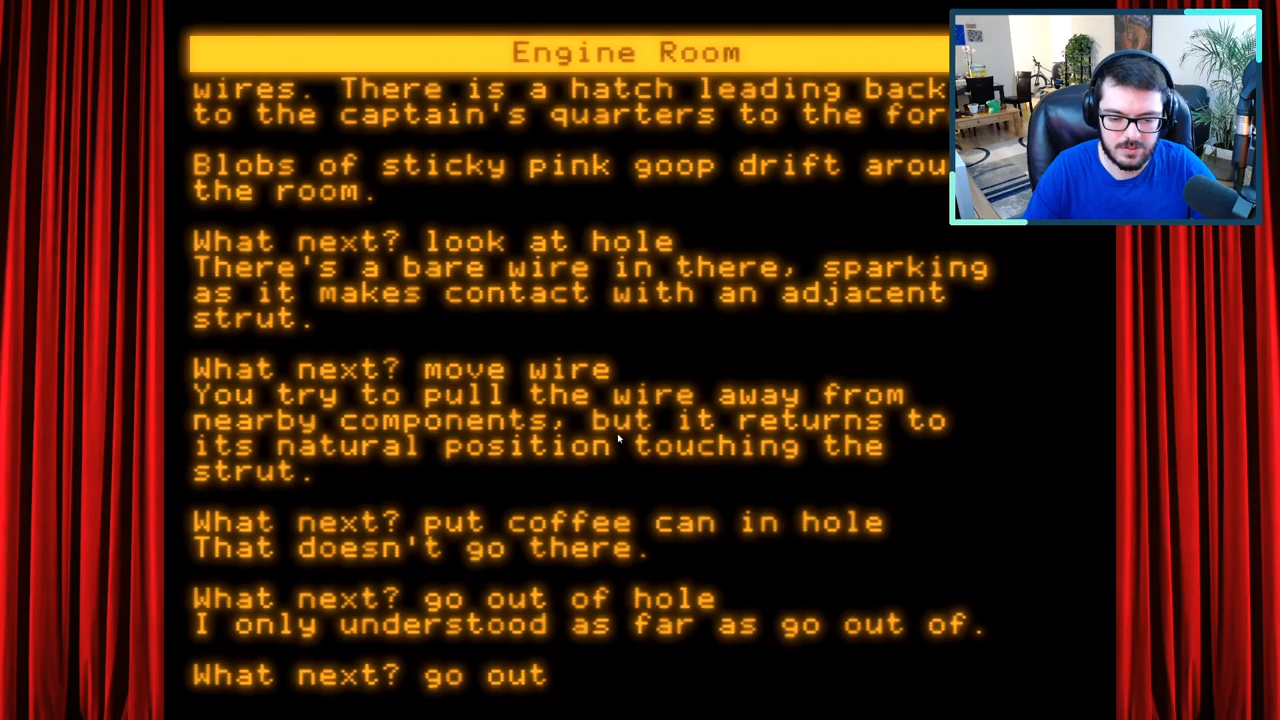 Engine Room
wires. There is a hatch leading back
to the captain's quarters to the for
Blobs of sticky pink goop drift arou
the room.
What next? look at hole
There's a bare wire in there, sparking
as it makes contact with an adjacent
strut.
What next? move wire
You try to pull the wire away from
nearby components, but it returns to
its natural position touching the
strut.
What next? put coffee can in hole
That doesn't go there.
What next? go out of hole
I only understood as far as go out of.
What next? go out